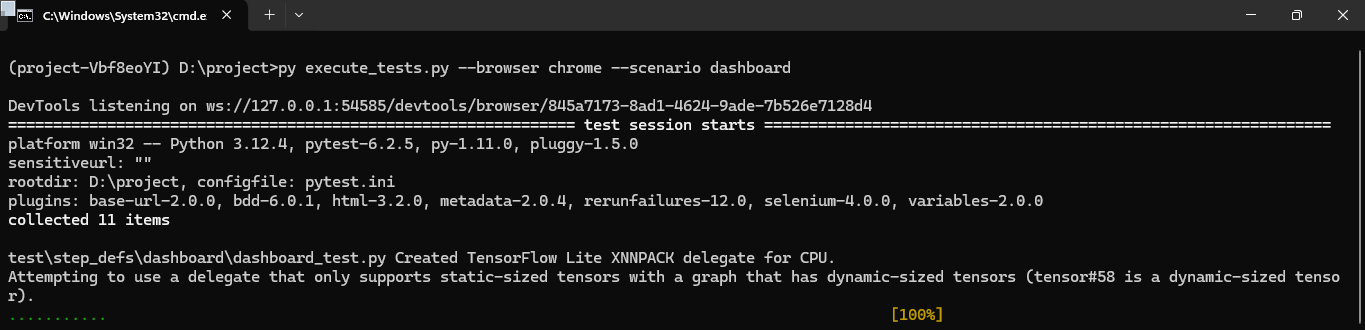 C:\Windows\System32\cmd.e
(project-Vbf8eoYI) D:\project>py execute_tests.py --browser chrome --scenario dashboard
DevTools listening on ws://127.0.0.1:54585/devtools/browser/845a7173-8ad1-4624-9ade-7b526e7128d4
=============================================================== test session starts ===============================================================
platform win32 -- Python 3.12.4, pytest-6.2.5, py-1.11.0, pluggy-1.5.0
sensitiveurl: ""
rootdir: D:\project, configfile: pytest.ini
plugins: base-url-2.0.0, bdd-6.0.1, html-3.2.0, metadata-2.0.4, rerunfailures-12.0, selenium-4.0.0, variables-2.0.0
collected 11 items
test\step_defs\dashboard\dashboard_test.py Created TensorFlow Lite XNNPACK delegate for CPU.
Attempting to use a delegate that only supports static-sized tensors with a graph that has dynamic-sized tensors (tensor#58 is a dynamic-sized tenso
r).
........... [100%]